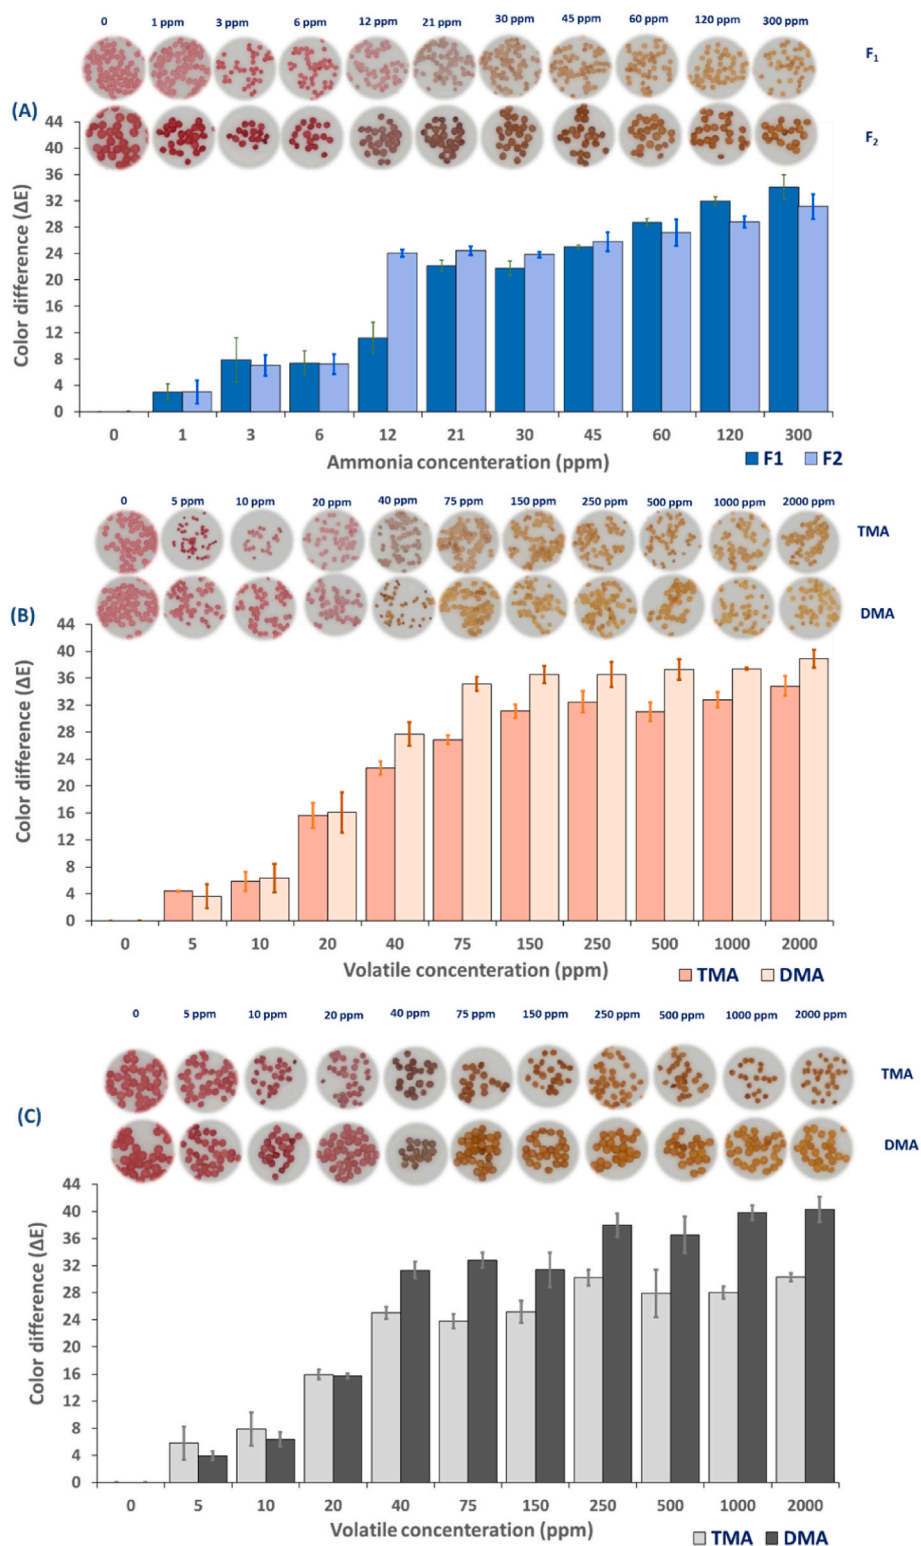 0 1 ppm 3 ppm 6 ppm 12 ppm 21 ppm 30 ppm 45 ppm 60 ppm 120 ppm 300 ppm
F1
(A)
F2
44
40
36
32
28
24
20
16
12
8
4
0
Color difference (ΔE)
0 1 3 6 12 21 30 45 60 120 300
Ammonia concenteration (ppm)
F1 F2
0 5 ppm 10 ppm 20 ppm 40 ppm 75 ppm 150 ppm 250 ppm 500 ppm 1000 ppm 2000 ppm
TMA
(B)
DMA
44
40
36
32
28
24
20
16
12
8
4
0
Color difference (ΔE)
0 5 10 20 40 75 150 250 500 1000 2000
Volatile concenteration (ppm)
TMA DMA
0 5 ppm 10 ppm 20 ppm 40 ppm 75 ppm 150 ppm 250 ppm 500 ppm 1000 ppm 2000 ppm
TMA
(C)
DMA
44
40
36
32
28
24
20
16
12
8
4
0
Color difference (ΔE)
0 5 10 20 40 75 150 250 500 1000 2000
Volatile concentration (ppm)
TMA DMA